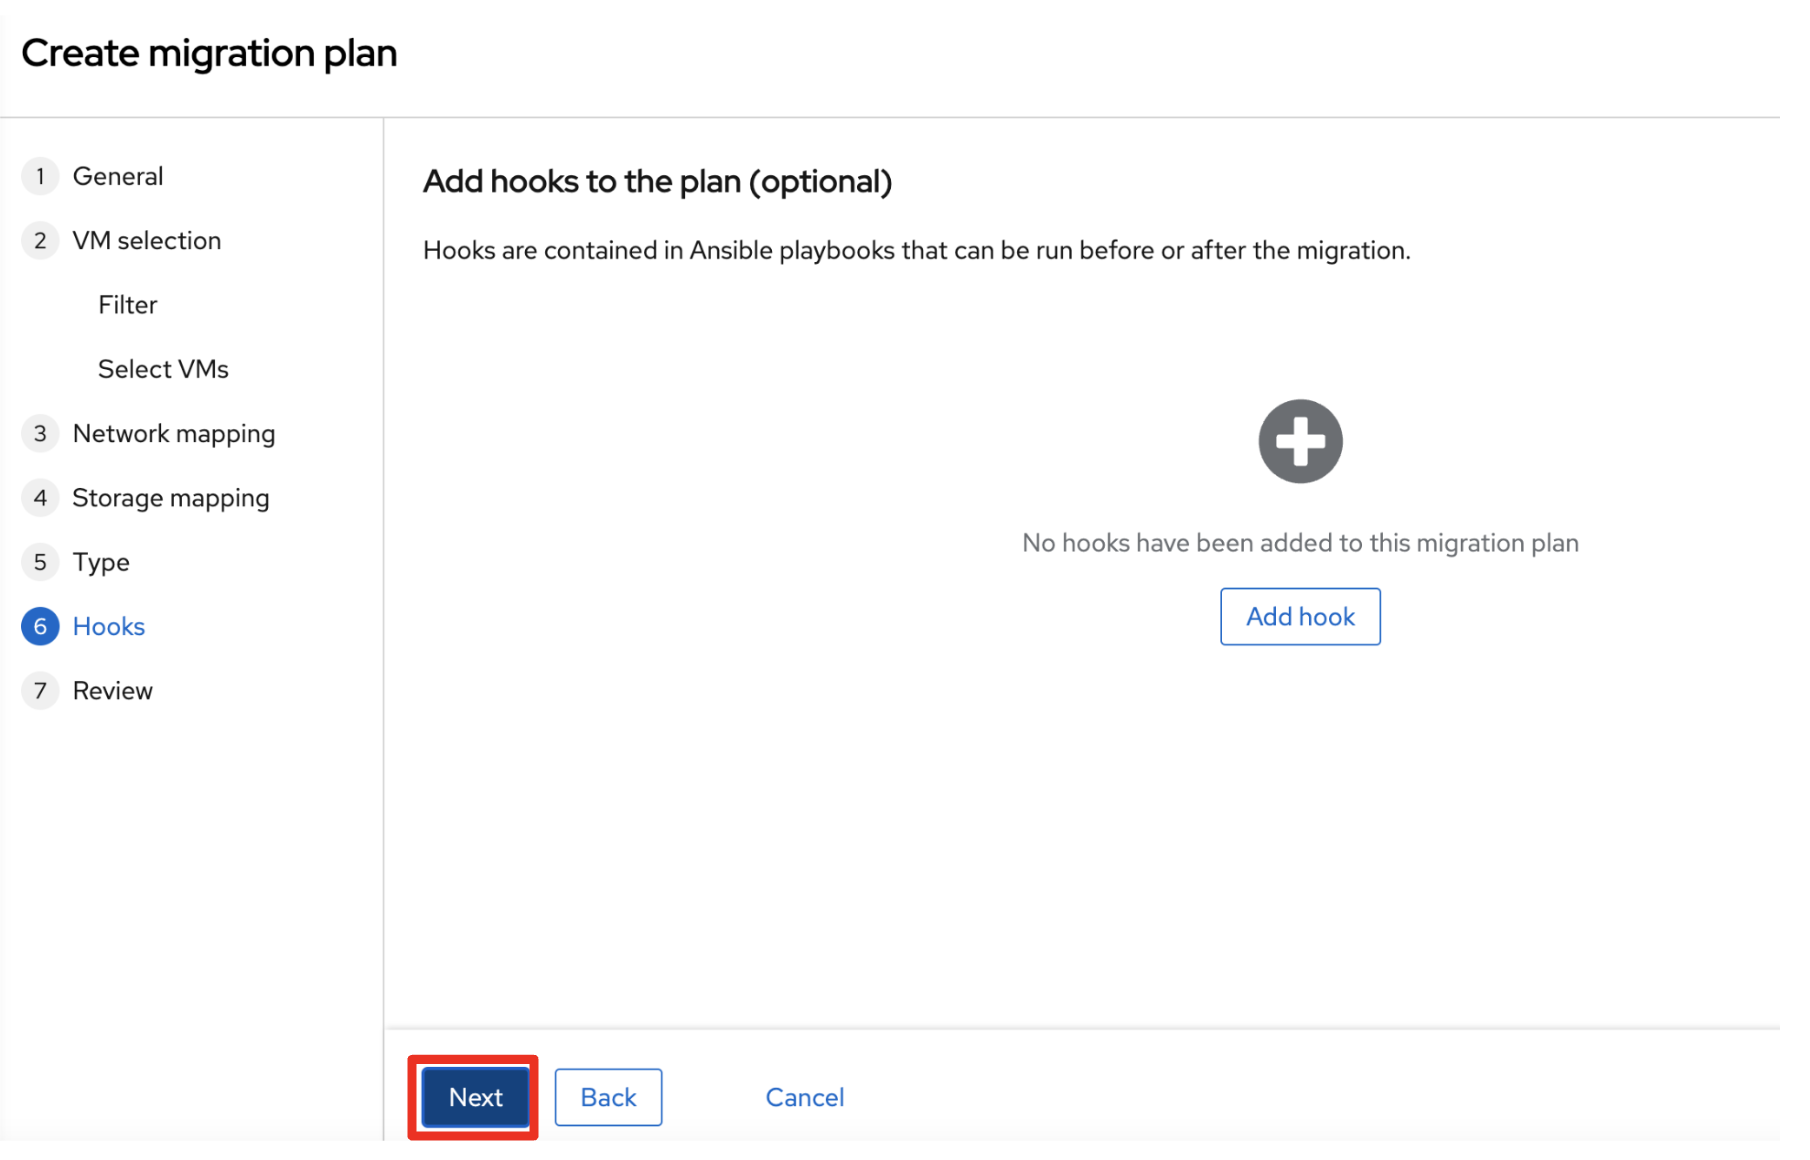 Create migration plan
1 General
2 VM selection
Filter
Select VMs
3 Network mapping
4 Storage mapping
5 Type
6 Hooks
7 Review
Add hooks to the plan (optional)
Hooks are contained in Ansible playbooks that can be run before or after the migration.
No hooks have been added to this migration plan
Add hook
Next Back Cancel